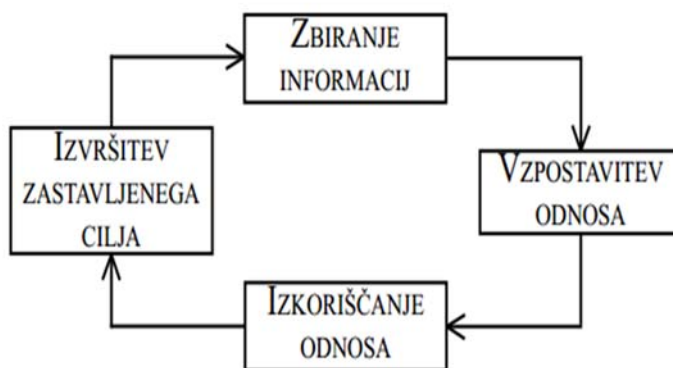 ZBIRANJE
INFORMACIJ
VZPOSTAVITEV
ODNOSA
IZKORIŠČANJE
ODNOSA
IZVRŠITEV
ZASTAVLJENEGA
CILJA